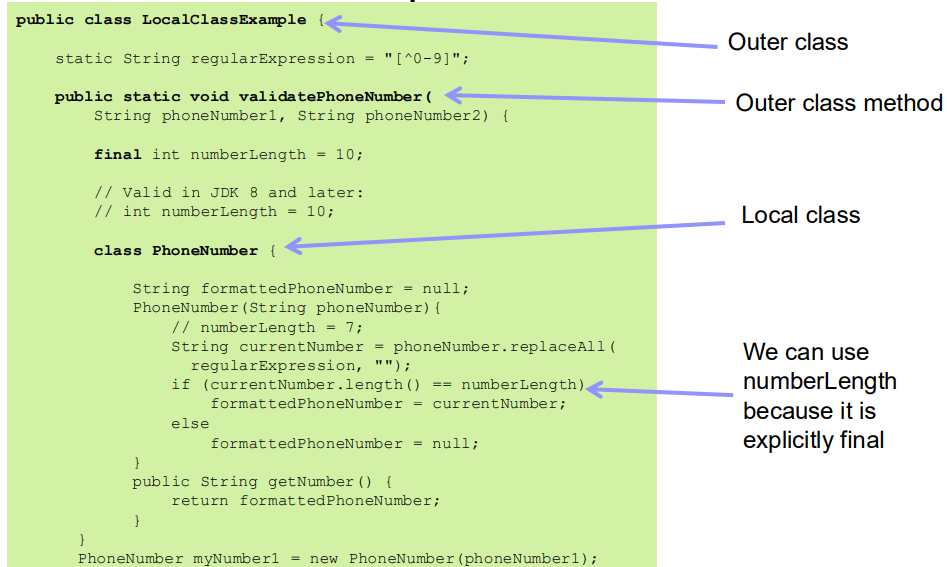 public class LocalClassExample {
Outer class
static String regularExpression = "[^0-9]";
public static void validatePhoneNumber(
Outer class method
String phoneNumber1, String phoneNumber2) {
final int numberLength = 10;
// Valid in JDK 8 and later:
// int numberLength = 10;
Local class
class PhoneNumber {
String formattedPhoneNumber = null;
PhoneNumber(String phoneNumber){
// numberLength = 7;
String currentNumber = phoneNumber.replaceAll(
regularExpression, "");
if (currentNumber.length() == numberLength)
formattedPhoneNumber = currentNumber;
else
formattedPhoneNumber = null;
}
public String getNumber() {
return formattedPhoneNumber;
}
}
PhoneNumber myNumber1 = new PhoneNumber(phoneNumber1);
We can use
numberLength
because it is
explicitly final